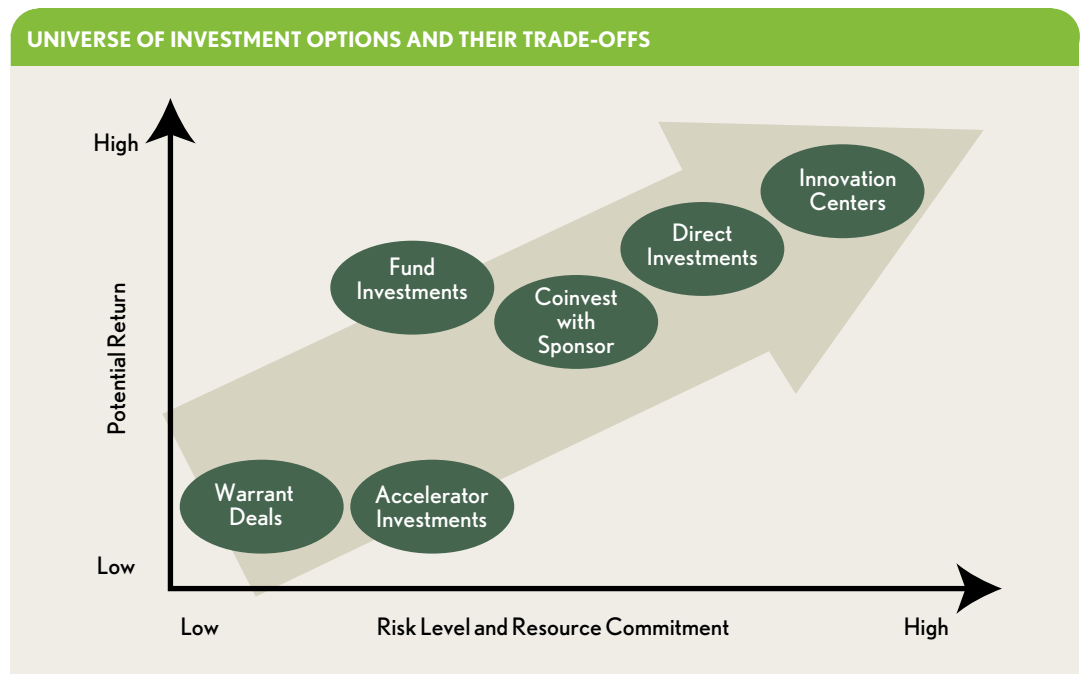 UNIVERSE OF INVESTMENT OPTIONS AND THEIR TRADE-OFFS
High
Innovation
Centers
Direct
Investments
Fund
Investments
Coinvest
with
Sponsor
Potential Return
Warrant
Deals
Accelerator
Investments
Low
Low
Risk Level and Resource Commitment
High